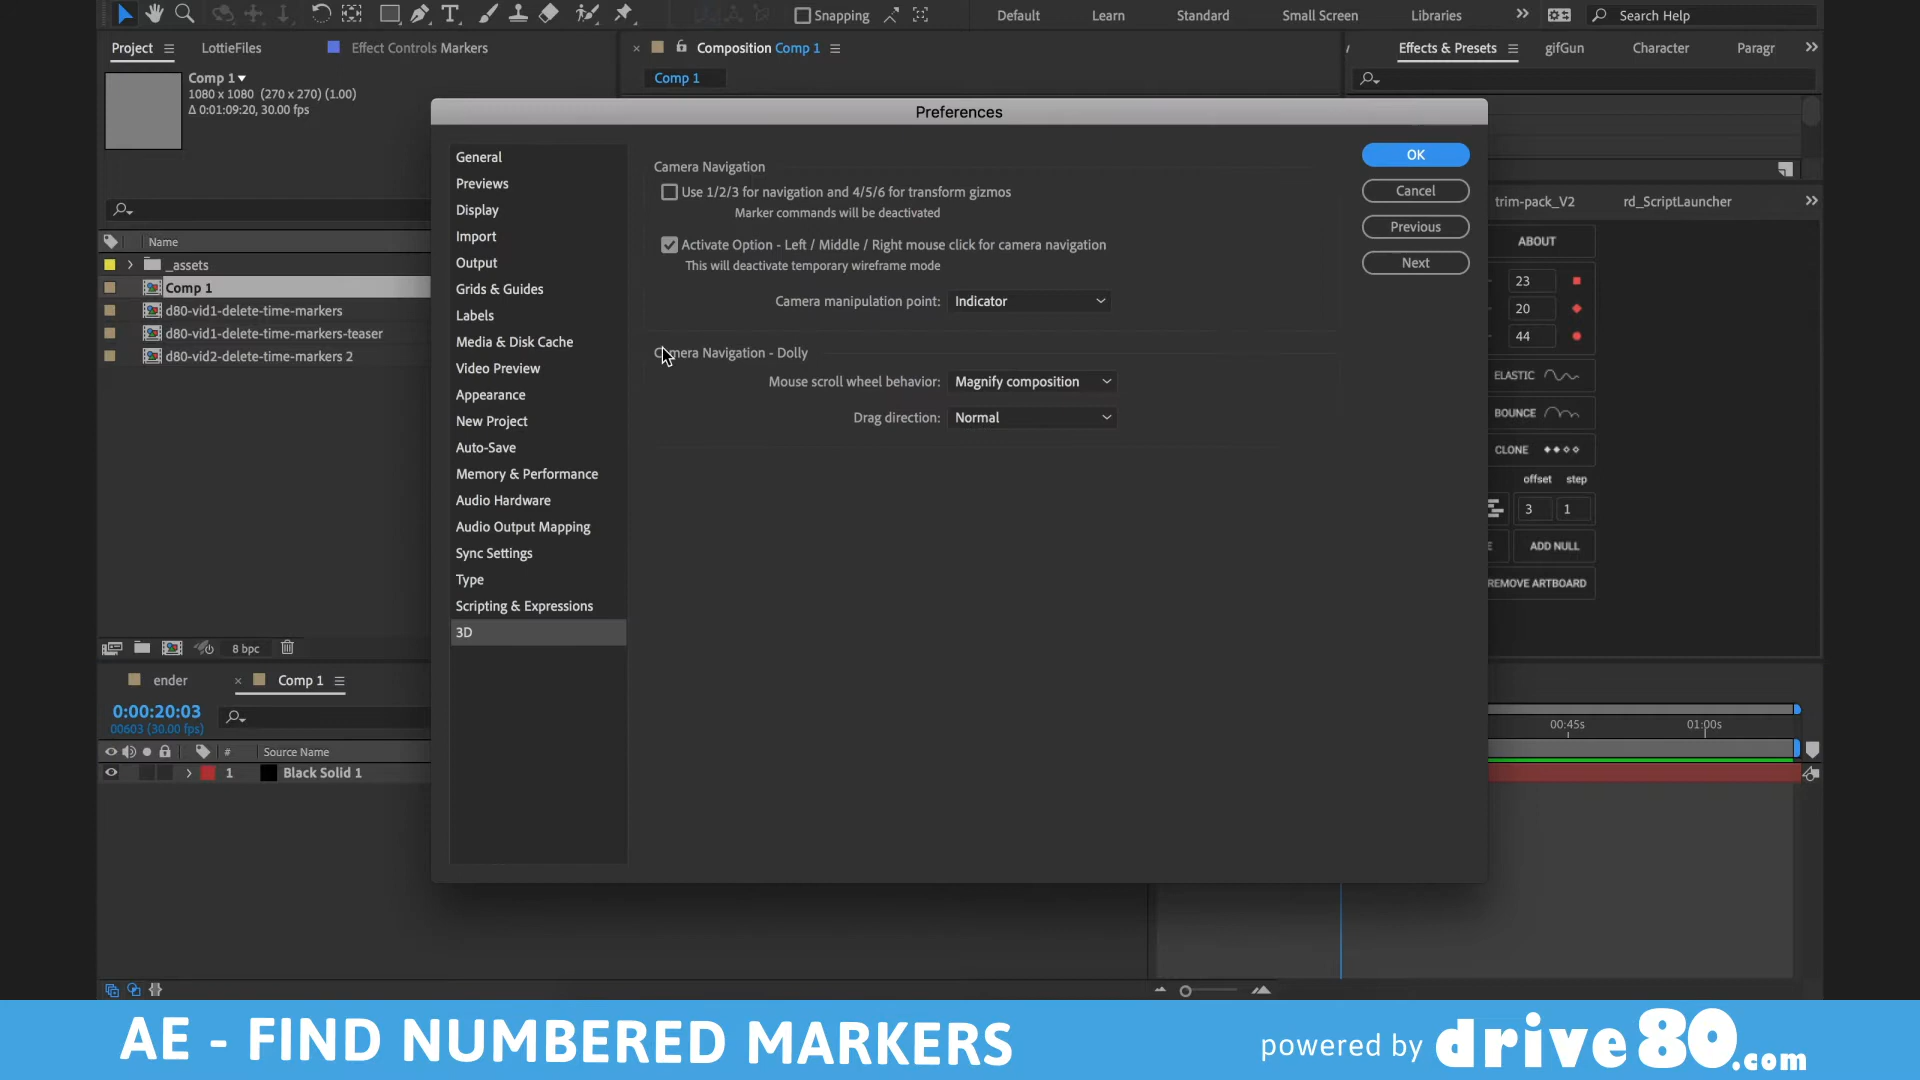 Snapping
Default
Learn
Standard
Small Screen
Libraries
Search Help
Project
LottieFiles
Effect Controls Markers
Composition Comp 1
Effects & Presets
gifGun
Character
Paragr
Comp 1
1080 x 1080 (270 x 270) (1.00)
Δ 0:01:09:20, 30.00 fps
Comp 1
Name
_assets
Comp 1
d80-vid1-delete-time-markers
d80-vid1-delete-time-markers-teaser
d80-vid2-delete-time-markers 2
8 bpc
Preferences
General
Previews
Display
Import
Output
Grids & Guides
Labels
Media & Disk Cache
Video Preview
Appearance
New Project
Auto-Save
Memory & Performance
Audio Hardware
Audio Output Mapping
Sync Settings
Type
Scripting & Expressions
3D
Camera Navigation
Use 1/2/3 for navigation and 4/5/6 for transform gizmos
Marker commands will be deactivated
Activate Option - Left / Middle / Right mouse click for camera navigation
This will deactivate temporary wireframe mode
Camera manipulation point: Indicator
Camera Navigation - Dolly
Mouse scroll wheel behavior: Magnify composition
Drag direction: Normal
OK
Cancel
Previous
Next
trim-pack_V2
rd_ScriptLauncher
ABOUT
23
20
44
ELASTIC
BOUNCE
CLONE
offset step
3 1
E
ADD NULL
REMOVE ARTBOARD
ender
Comp 1
0:00:20:03
00603 (30.00 fps)
# Source Name
1 Black Solid 1
00:45s
01:00s
AE - FIND NUMBERED MARKERS
powered by drive80.com